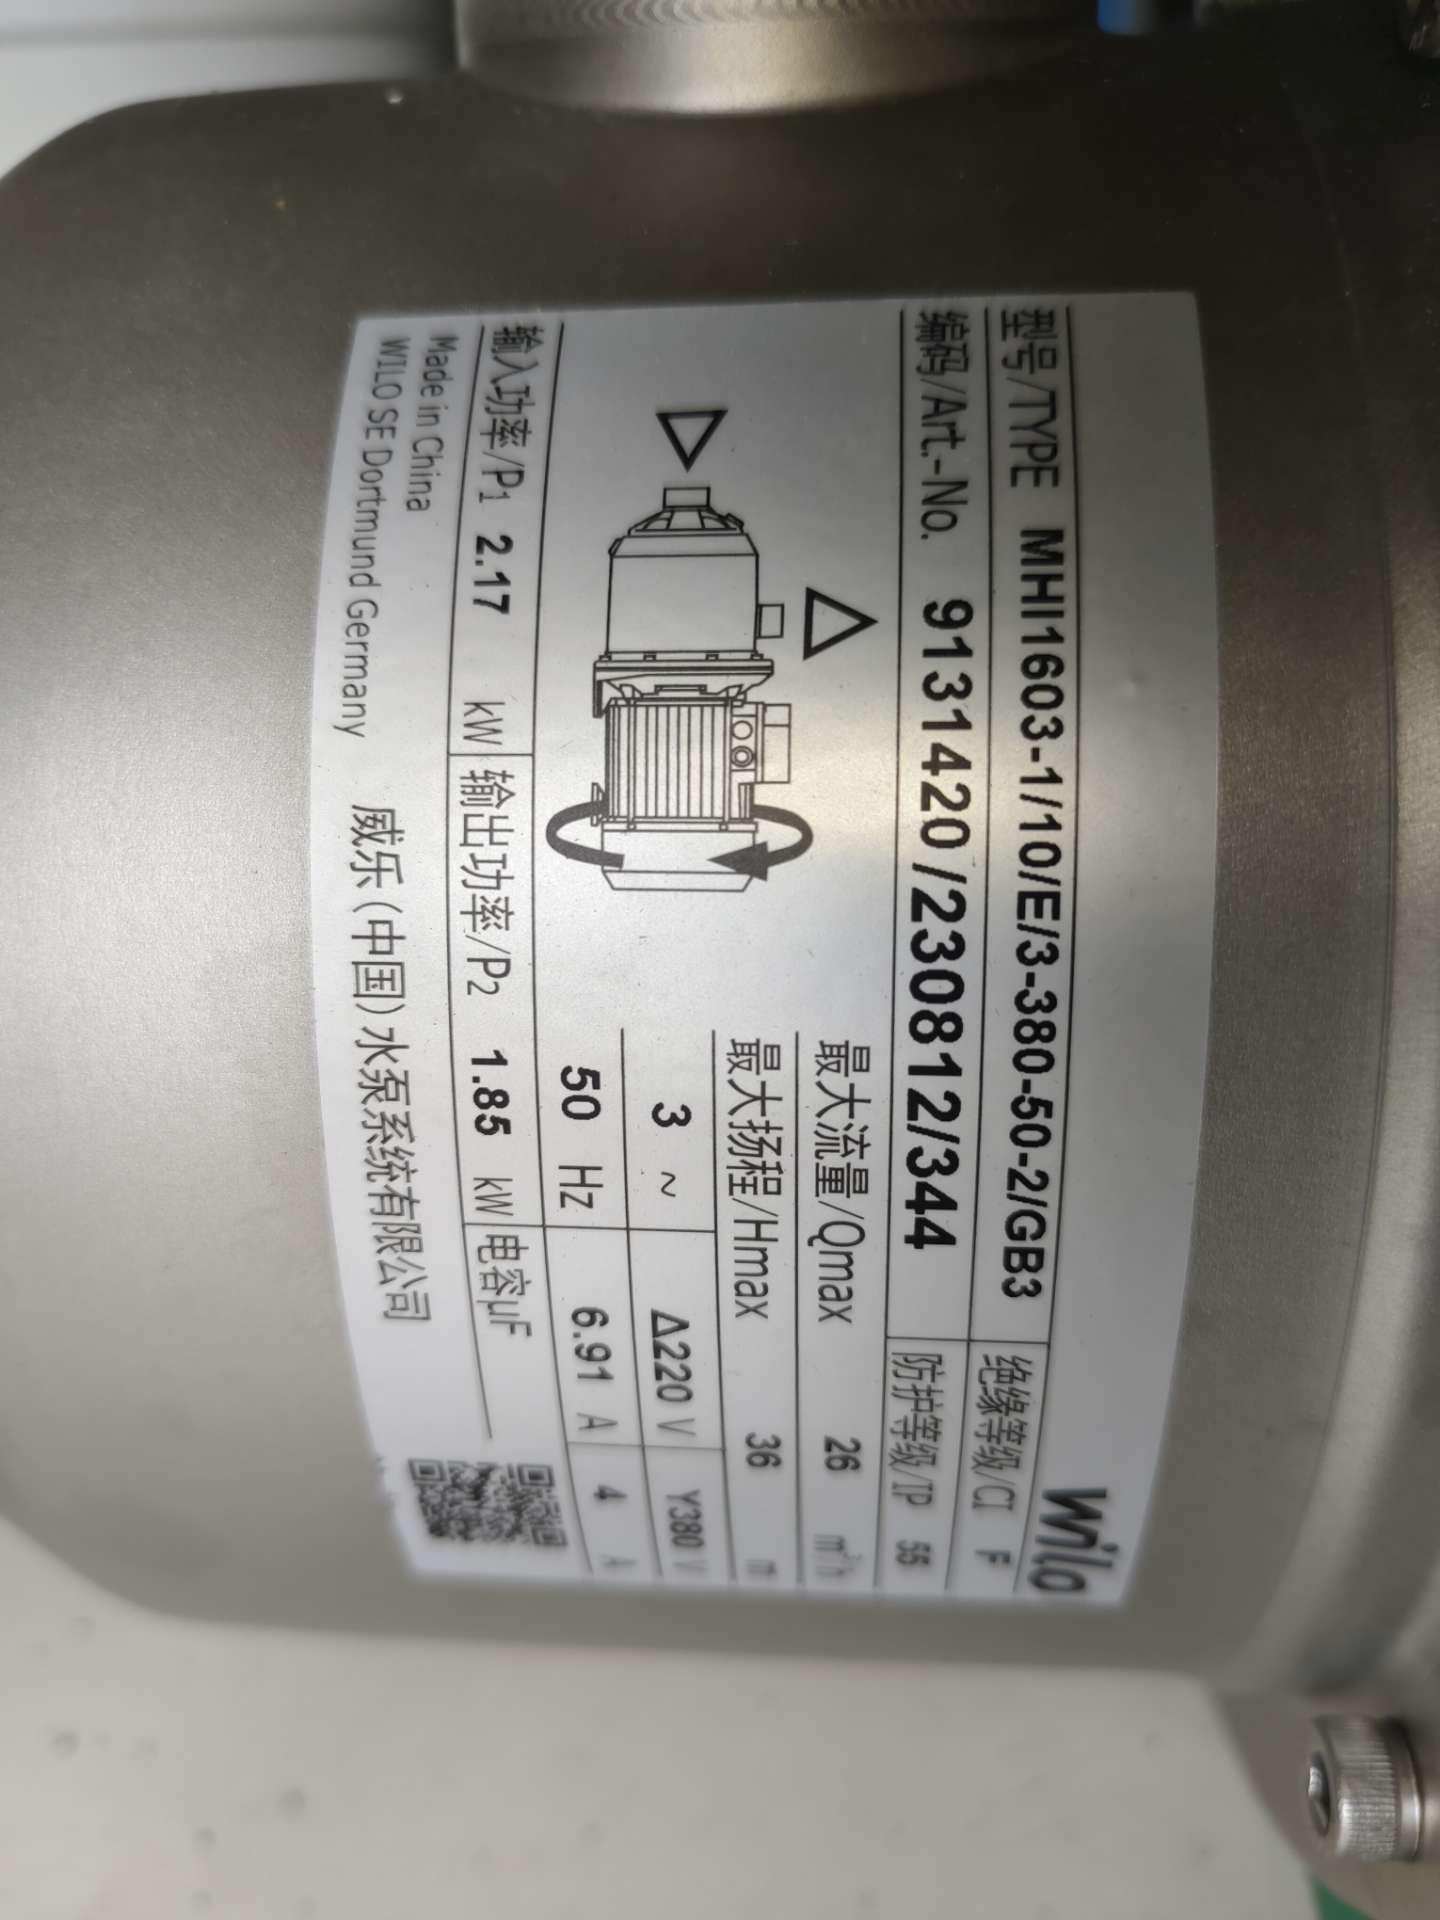 wilo
型号/TYPE MHI1603-1/10/E/3-380-50-2/GB3 绝缘等级/CI F
编码/Art.-No. 9131420/230812/344 防护等级/IP 55
最大流量/Qmax 26 m³/h
最大扬程/Hmax 36 m
3 ~ Δ220 V Y380 V
50 Hz 6.91 A 4 A
输入功率/P1 2.17 kW 输出功率/P2 1.85 kW 电容μF
Made in China
WILO SE Dortmund Germany 威乐(中国)水泵系统有限公司